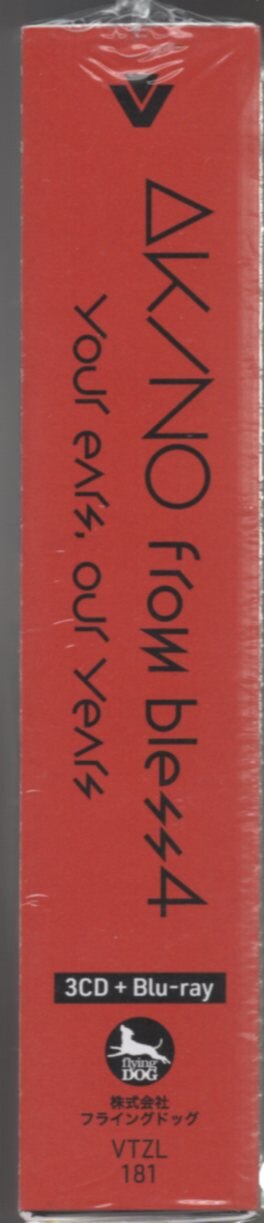 AKINO from bless4
your ears, our years
3CD + Blu-ray
flying
DOG
株式会社
フライングドッグ
VTZL
181